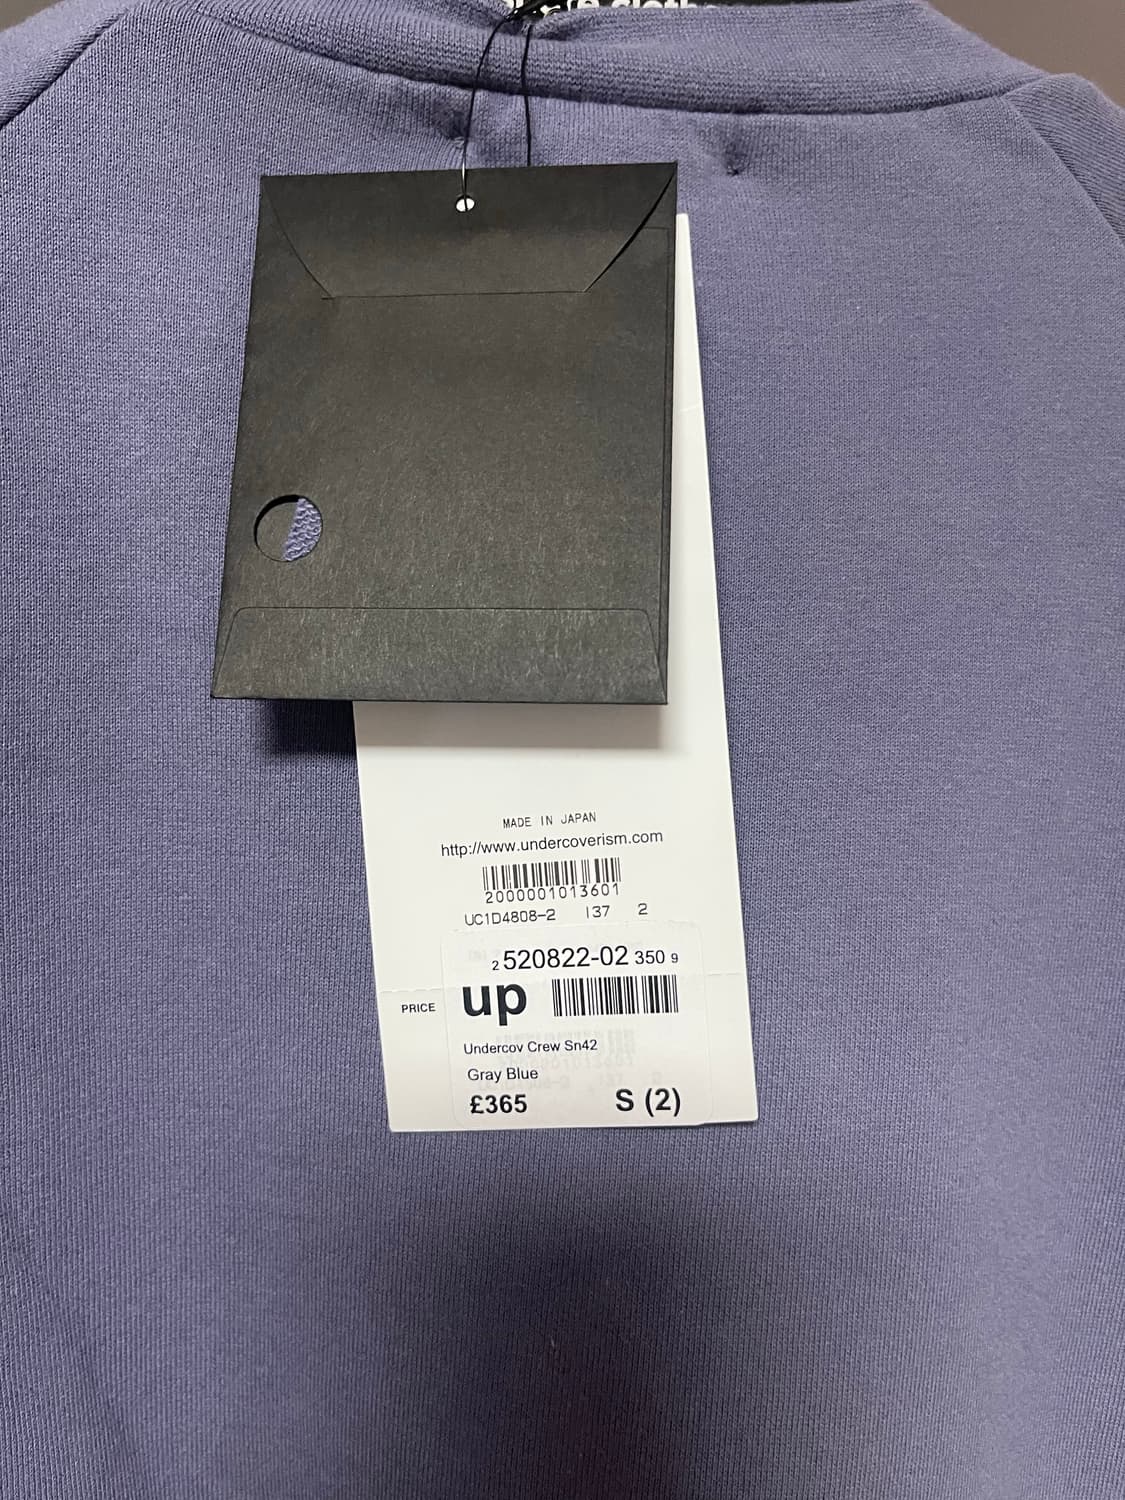 MADE IN JAPAN
http://www.undercoverism.com
2000001013601
UC1D4808-2 137 2
2 520822-02 350 9
PRICE up
Undercov Crew Sn42
Gray Blue
£365 S (2)